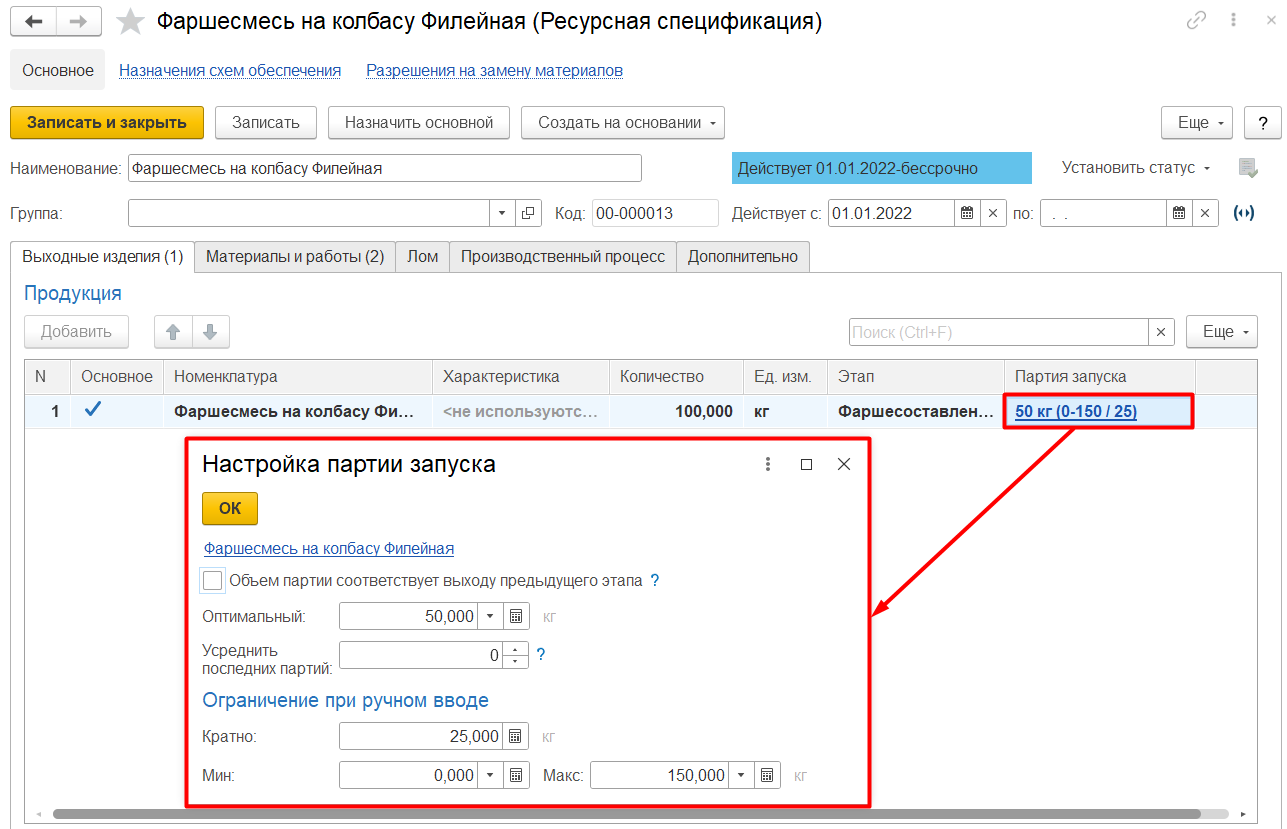 Фаршесмесь на колбасу Филейная (Ресурсная спецификация)
Основное Назначения схем обеспечения Разрешения на замену материалов
Записать и закрыть Записать Назначить основной Создать на основании Еще ?
Наименование: Фаршесмесь на колбасу Филейная Действует 01.01.2022-бессрочно Установить статус
Группа: Код: 00-000013 Действует с: 01.01.2022 по: . .
Выходные изделия (1) Материалы и работы (2) Лом Производственный процесс Дополнительно
Продукция
Добавить Поиск (Ctrl+F) × Еще
N Основное Номенклатура Характеристика Количество Ед. изм. Этап Партия запуска
1 Фаршесмесь на колбасу Фи... <не используютс... 100,000 кг Фаршесоставлен... 50 кг (0-150 / 25)
Настройка партии запуска
ОК
Фаршесмесь на колбасу Филейная
Объем партии соответствует выходу предыдущего этапа ?
Оптимальный: 50,000 кг
Усреднить
последних партий: 0 ?
Ограничение при ручном вводе
Кратно: 25,000 кг
Мин: 0,000 Макс: 150,000 кг